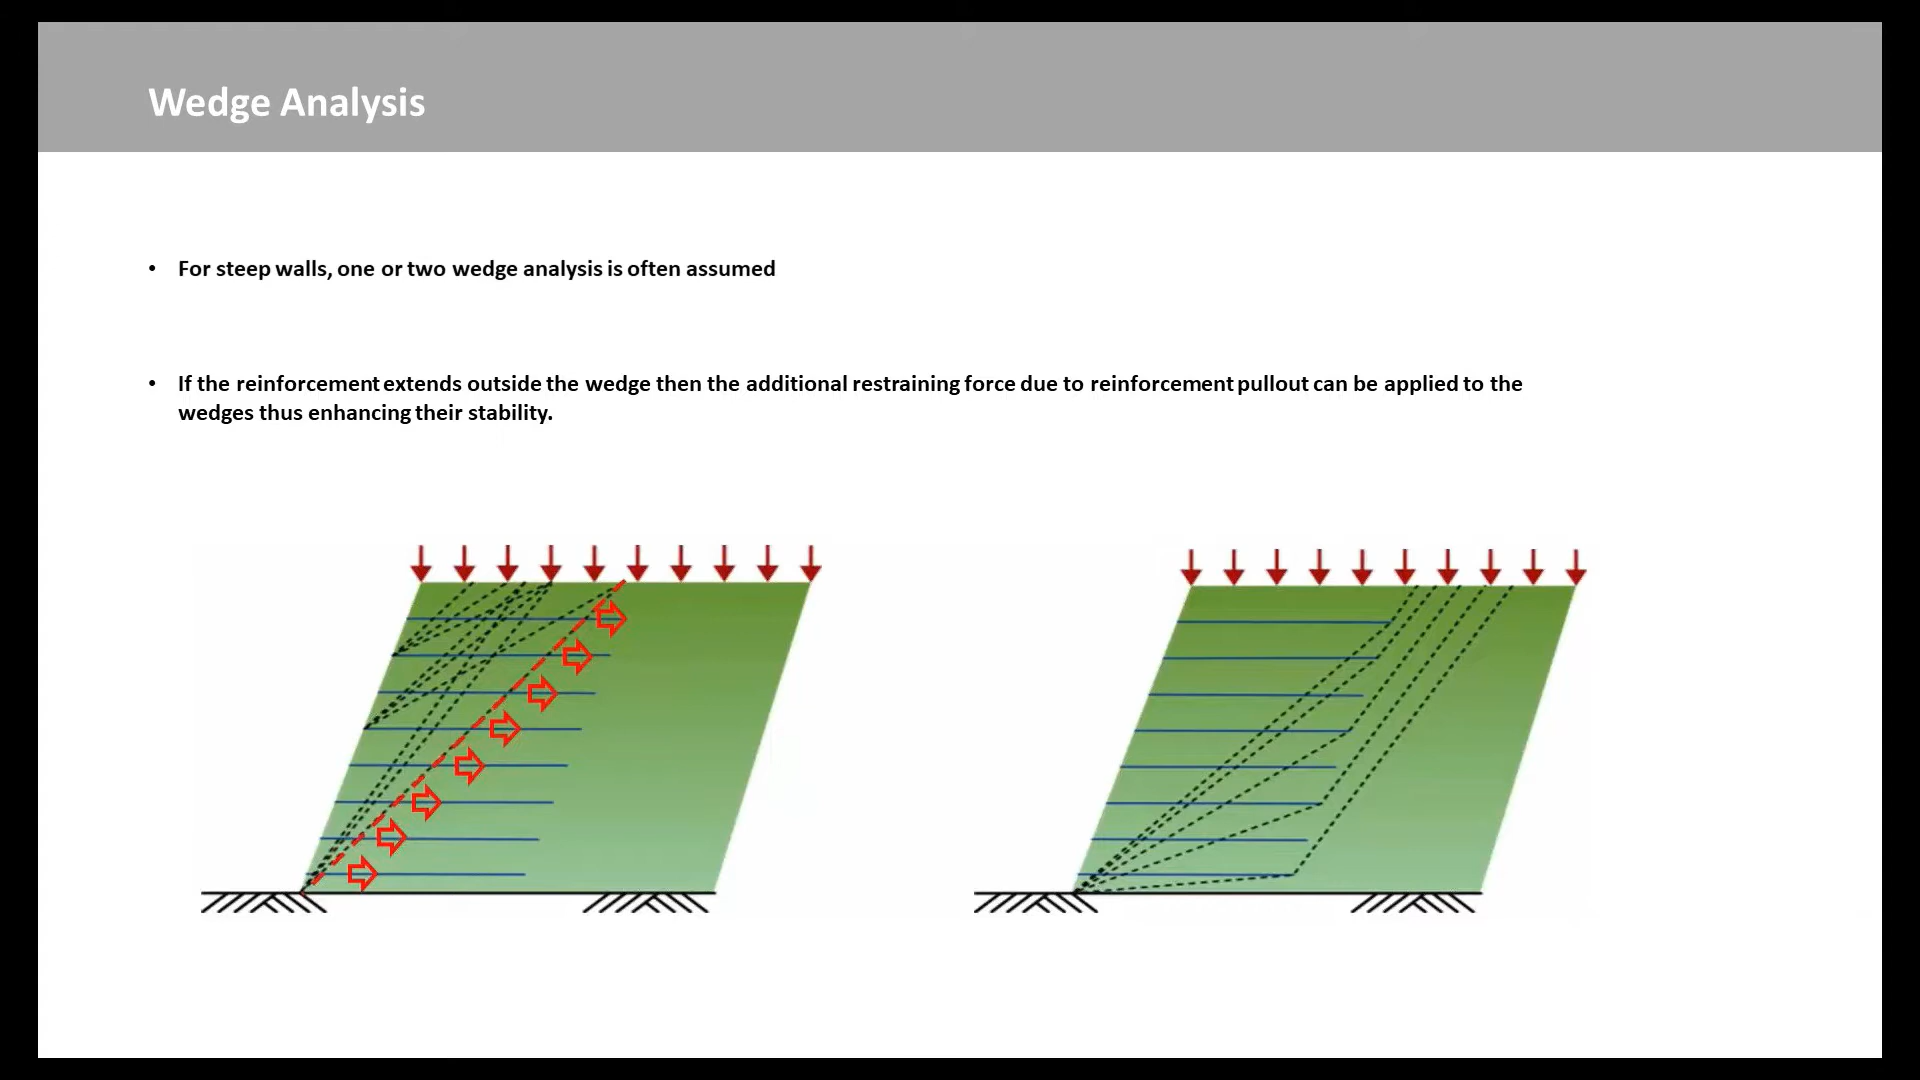 Wedge Analysis
• For steep walls, one or two wedge analysis is often assumed
• If the reinforcement extends outside the wedge then the additional restraining force due to reinforcement pullout can be applied to the
wedges thus enhancing their stability.